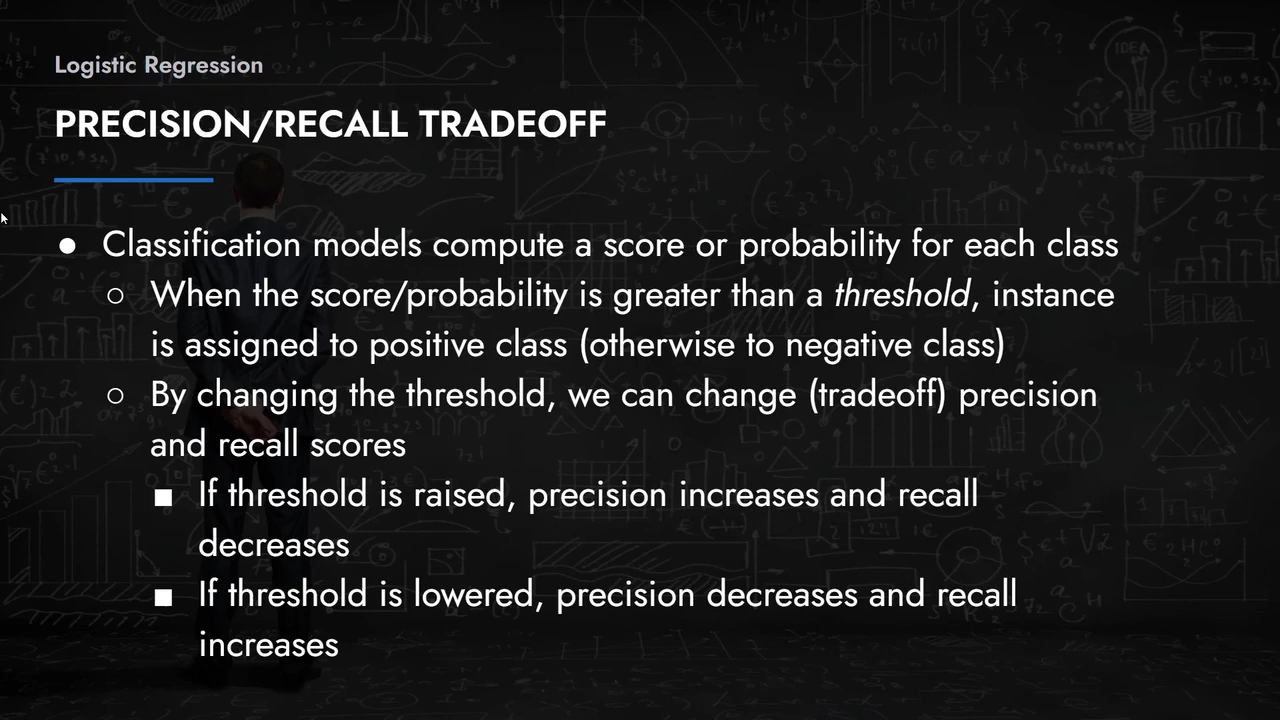 Logistic Regression
PRECISION/RECALL TRADEOFF
● Classification models compute a score or probability for each class
○ When the score/probability is greater than a threshold, instance
is assigned to positive class (otherwise to negative class)
○ By changing the threshold, we can change (tradeoff) precision
and recall scores
■ If threshold is raised, precision increases and recall
decreases
■ If threshold is lowered, precision decreases and recall
increases
IDEA